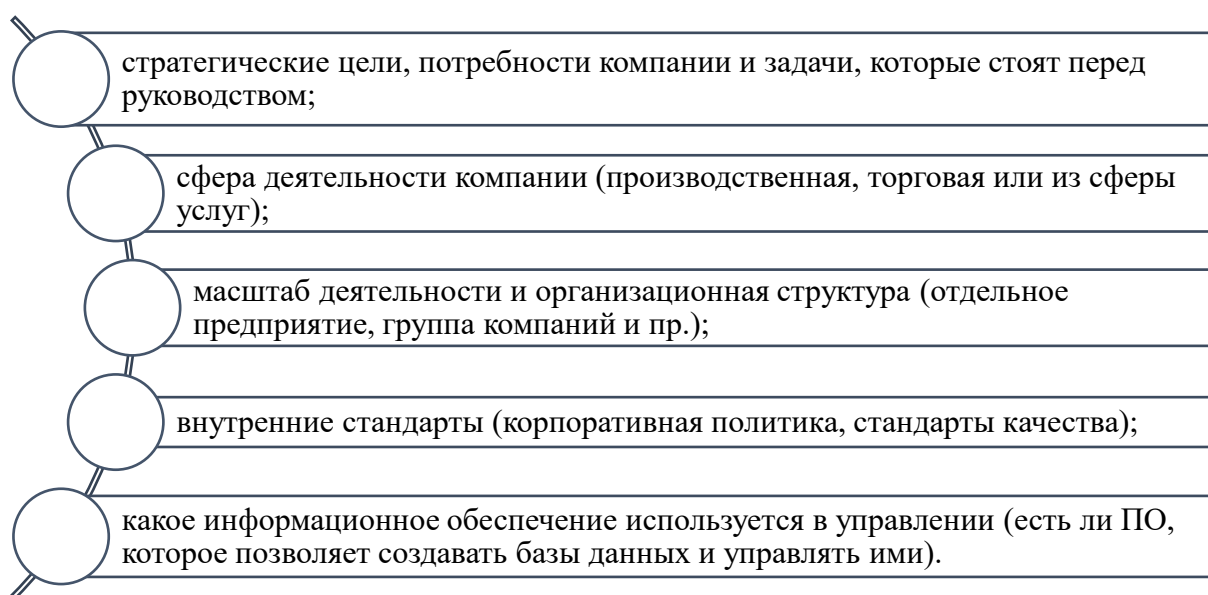 стратегические цели, потребности компании и задачи, которые стоят перед
руководством;
сфера деятельности компании (производственная, торговая или из сферы
услуг);
масштаб деятельности и организационная структура (отдельное
предприятие, группа компаний и пр.);
внутренние стандарты (корпоративная политика, стандарты качества);
какое информационное обеспечение используется в управлении (есть ли ПО,
которое позволяет создавать базы данных и управлять ими).